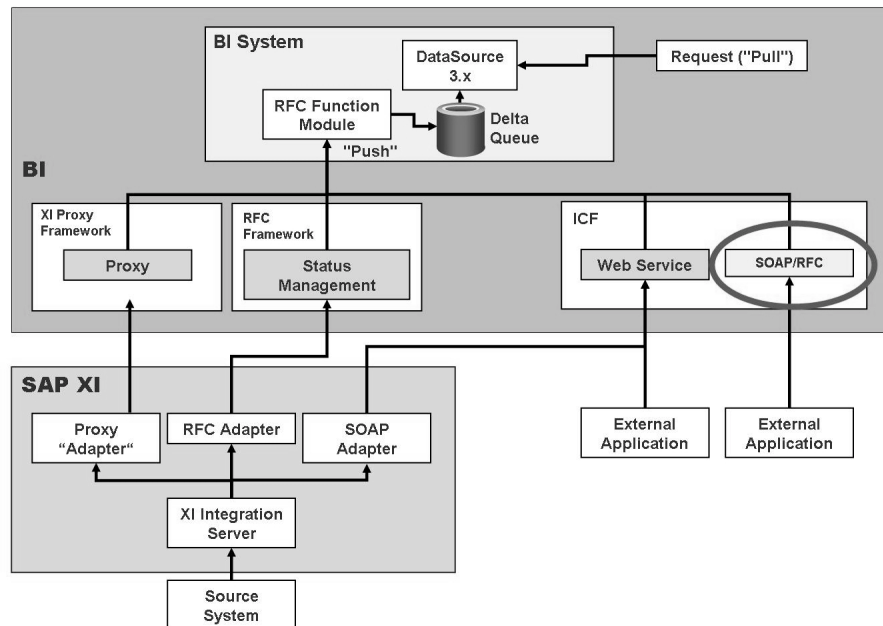 BI System
DataSource
3.x
Request ("Pull")
RFC Function
Module
Delta
Queue
"Push"
BI
XI Proxy
Framework
Proxy
RFC
Framework
Status
Management
ICF
Web Service
SOAP/RFC
SAP XI
Proxy
“Adapter“
RFC Adapter
SOAP
Adapter
External
Application
External
Application
XI Integration
Server
Source
System